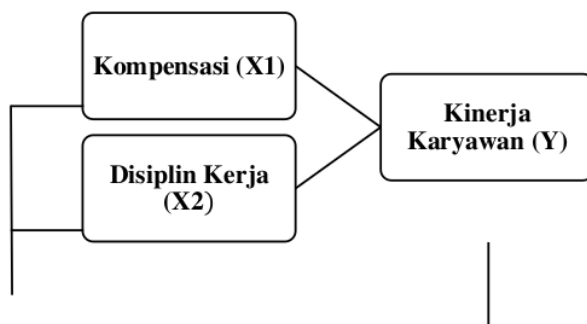 Kompensasi (X1)
Kinerja
Karyawan (Y)
Disiplin Kerja
(X2)